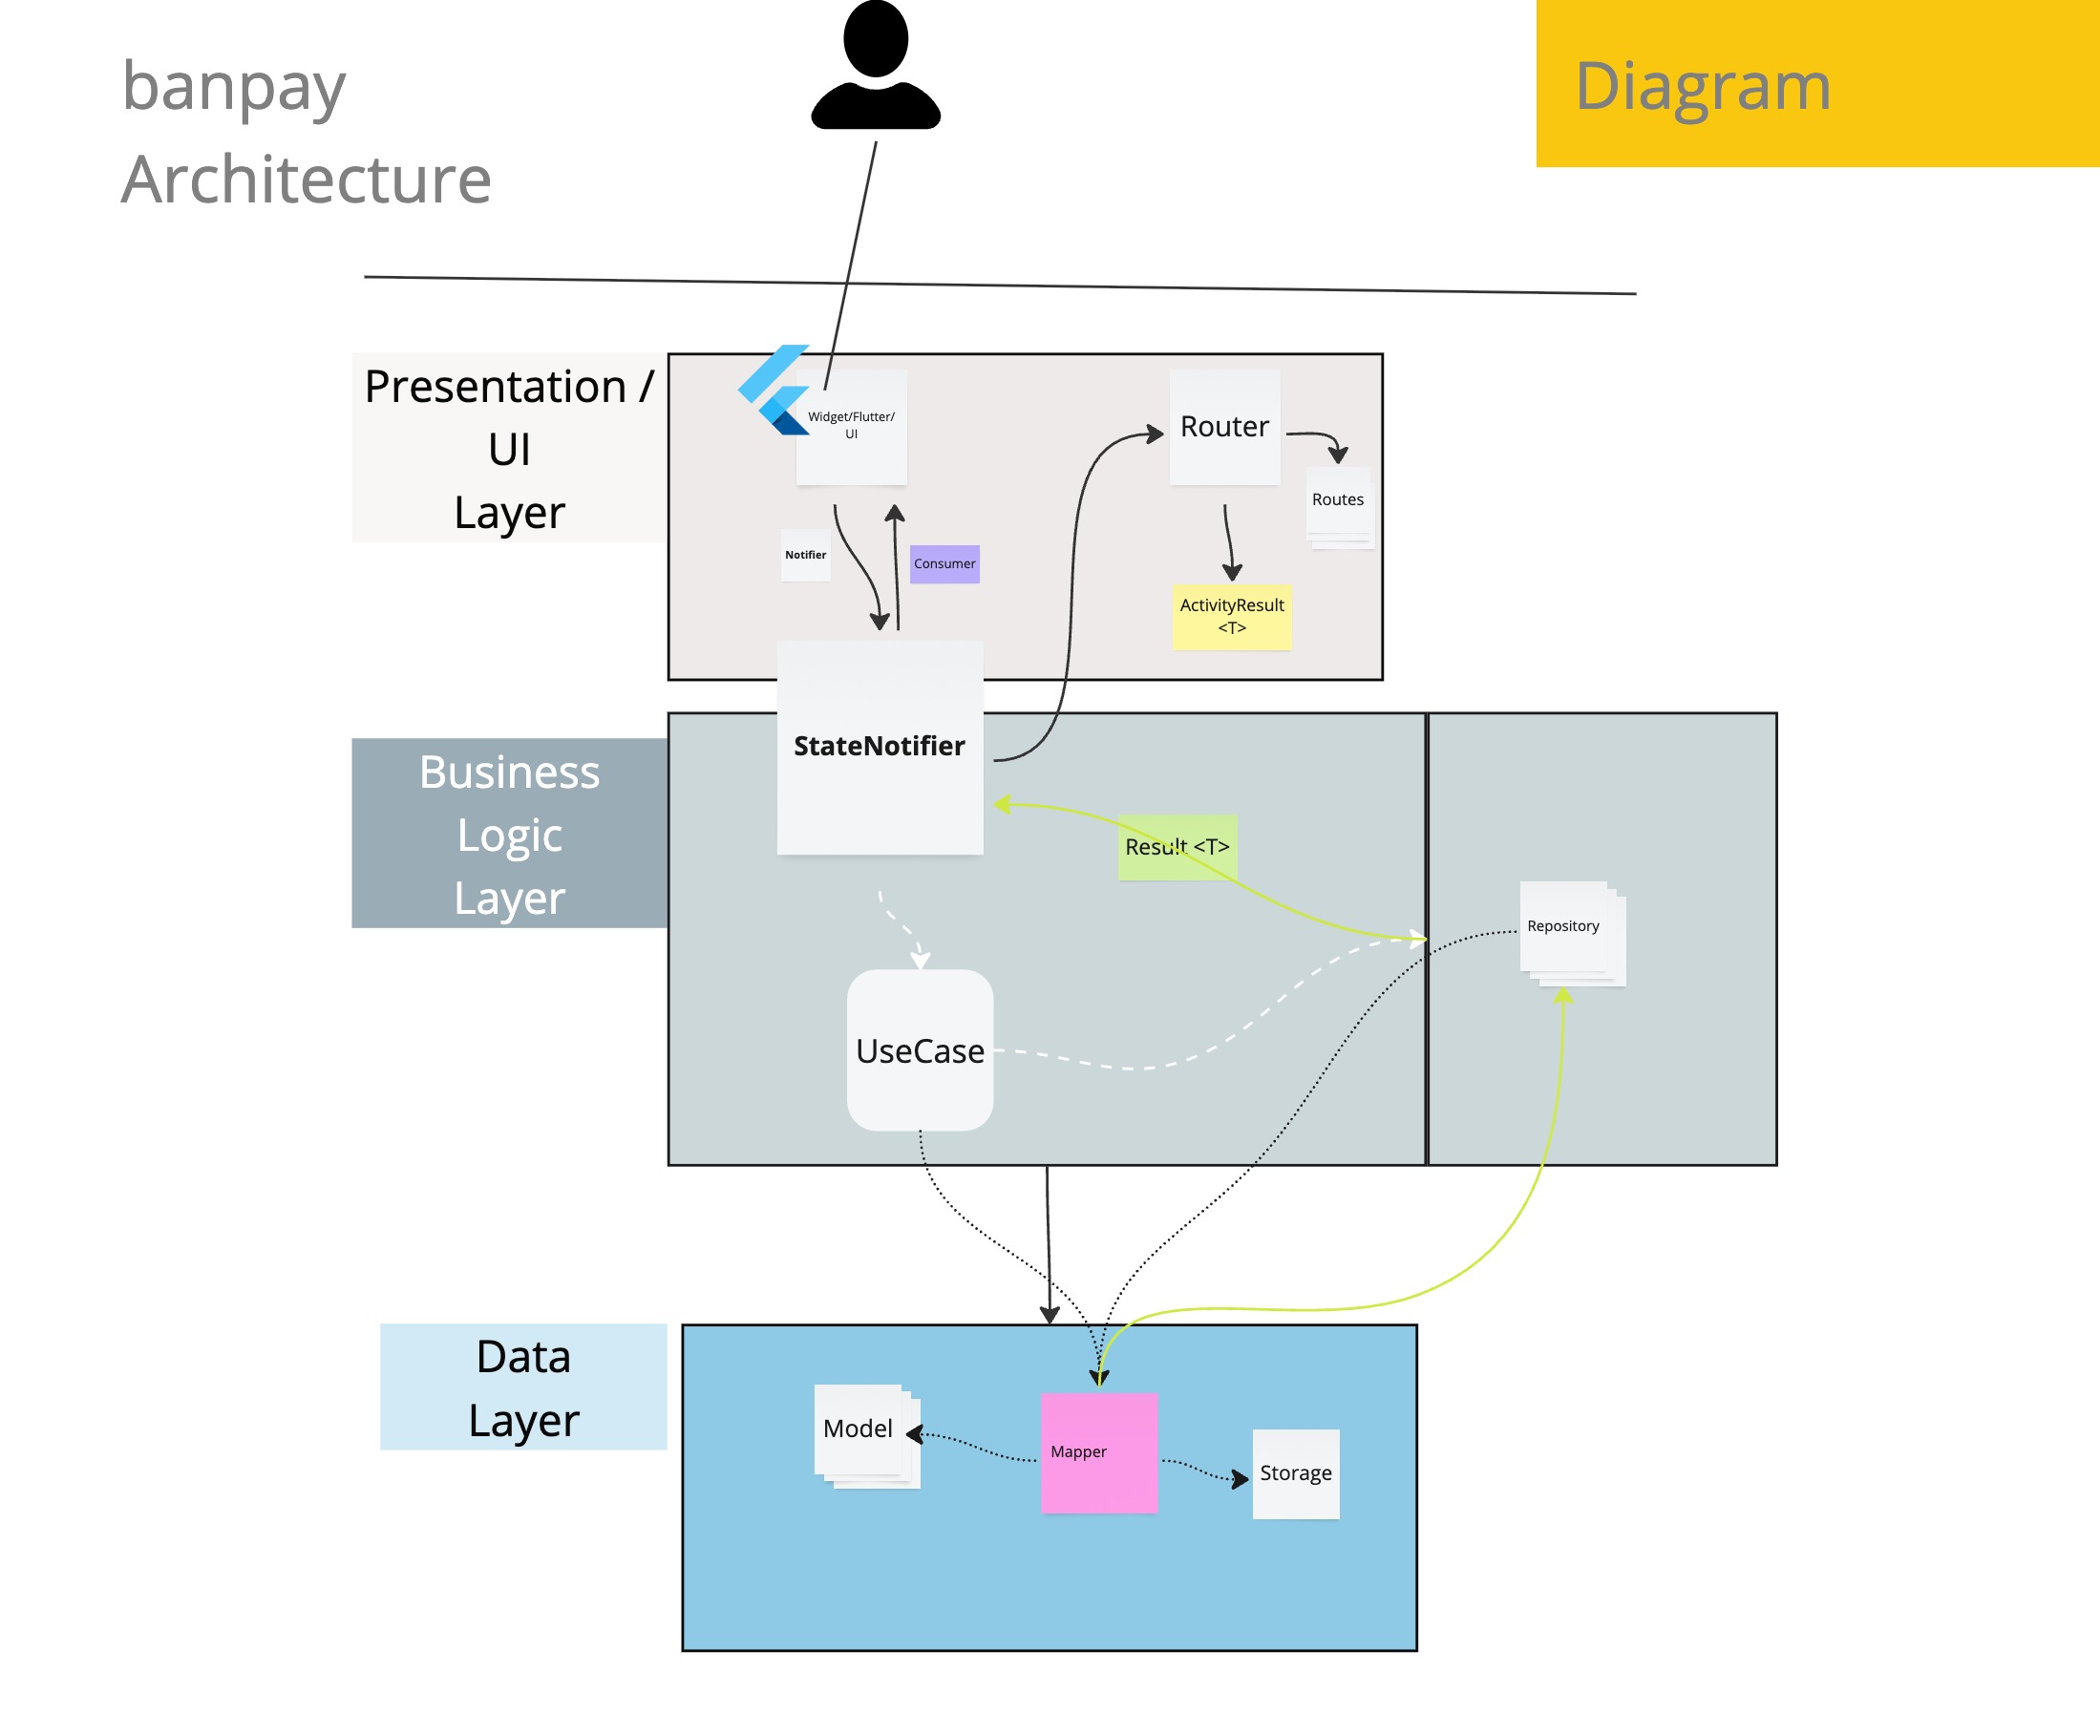 banpay
Architecture
Diagram
Presentation /
UI
Layer
Widget/Flutter/
UI
Router
Routes
Notifier
Consumer
ActivityResult
<T>
StateNotifier
Business
Logic
Layer
Result <T>
Repository
UseCase
Data
Layer
Model
Mapper
Storage